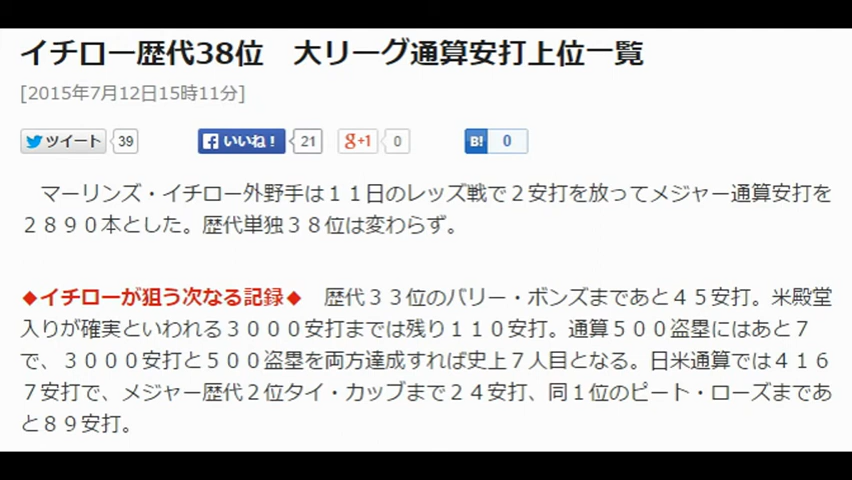 イチロー歴代38位　大リーグ通算安打上位一覧
[2015年7月12日15時11分]
ツイート 39 いいね！ 21 g+1 0 B! 0
　マーリンズ・イチロー外野手は１１日のレッズ戦で２安打を放ってメジャー通算安打を
２８９０本とした。歴代単独３８位は変わらず。
◆イチローが狙う次なる記録◆　歴代３３位のバリー・ボンズまであと４５安打。米殿堂
入りが確実といわれる３０００安打までは残り１１０安打。通算５００盗塁にはあと７
で、３０００安打と５００盗塁を両方達成すれば史上７人目となる。日米通算では４１６
７安打で、メジャー歴代２位タイ・カッブまで２４安打、同１位のピート・ローズまであ
と８９安打。